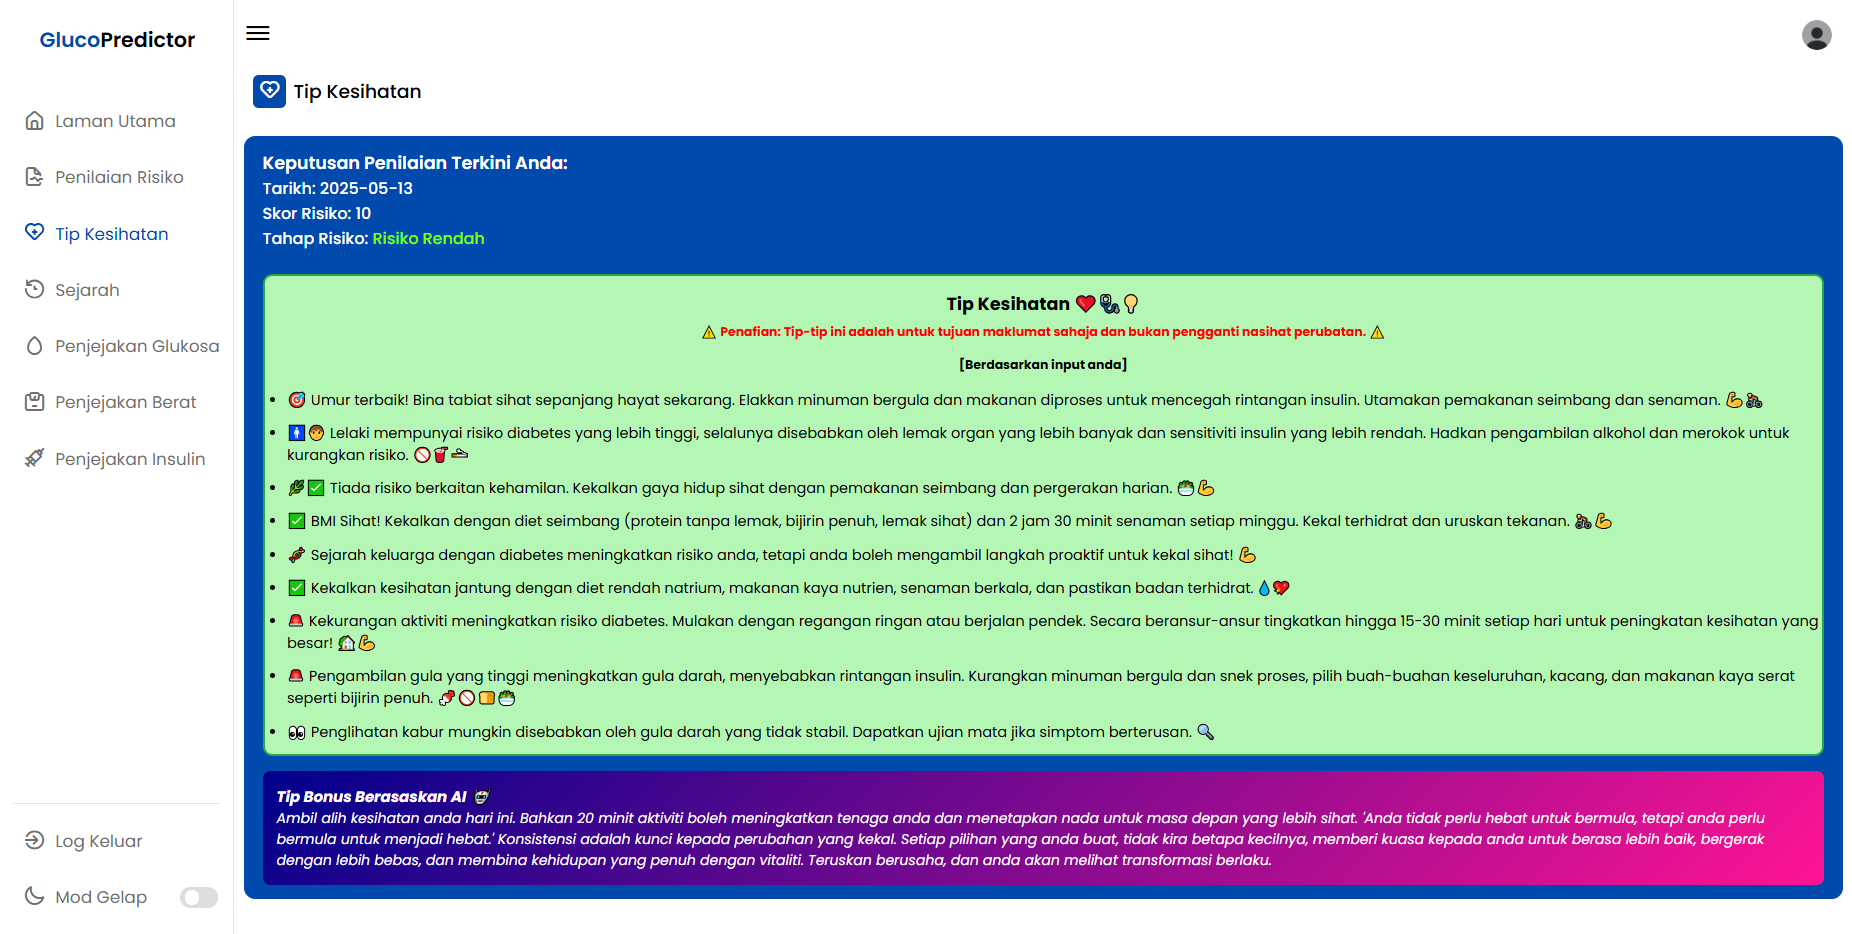 GlucoPredictor
Laman Utama
Penilaian Risiko
Tip Kesihatan
Sejarah
Penjejakan Glukosa
Penjejakan Berat
Penjejakan Insulin
Log Keluar
Mod Gelap
Tip Kesihatan
Keputusan Penilaian Terkini Anda:
Tarikh: 2025-05-13
Skor Risiko: 10
Tahap Risiko: Risiko Rendah
Tip Kesihatan ❤️🩺💡
⚠️ Penafian: Tip-tip ini adalah untuk tujuan maklumat sahaja dan bukan pengganti nasihat perubatan. ⚠️
[Berdasarkan input anda]
• 🎯 Umur terbaik! Bina tabiat sihat sepanjang hayat sekarang. Elakkan minuman bergula dan makanan diproses untuk mencegah rintangan insulin. Utamakan pemakanan seimbang dan senaman. 💪🚴
• 🚹👨 Lelaki mempunyai risiko diabetes yang lebih tinggi, selalunya disebabkan oleh lemak organ yang lebih banyak dan sensitiviti insulin yang lebih rendah. Hadkan pengambilan alkohol dan merokok untuk
kurangkan risiko. 🚫🥤🚬
• 🌿✅ Tiada risiko berkaitan kehamilan. Kekalkan gaya hidup sihat dengan pemakanan seimbang dan pergerakan harian. 🥗💪
• ✅ BMI Sihat! Kekalkan dengan diet seimbang (protein tanpa lemak, bijirin penuh, lemak sihat) dan 2 jam 30 minit senaman setiap minggu. Kekal terhidrat dan uruskan tekanan. 🚴💪
• 🧬 Sejarah keluarga dengan diabetes meningkatkan risiko anda, tetapi anda boleh mengambil langkah proaktif untuk kekal sihat! 💪
• ✅ Kekalkan kesihatan jantung dengan diet rendah natrium, makanan kaya nutrien, senaman berkala, dan pastikan badan terhidrat. 💧💖
• 🚨 Kekurangan aktiviti meningkatkan risiko diabetes. Mulakan dengan regangan ringan atau berjalan pendek. Secara beransur-ansur tingkatkan hingga 15-30 minit setiap hari untuk peningkatan kesihatan yang
besar! 🏡💪
• 🚨 Pengambilan gula yang tinggi meningkatkan gula darah, menyebabkan rintangan insulin. Kurangkan minuman bergula dan snek proses, pilih buah-buahan keseluruhan, kacang, dan makanan kaya serat
seperti bijirin penuh. 🍬🚫🍞🥗
• 👀 Penglihatan kabur mungkin disebabkan oleh gula darah yang tidak stabil. Dapatkan ujian mata jika simptom berterusan. 🔍
Tip Bonus Berasaskan AI 🤖
Ambil alih kesihatan anda hari ini. Bahkan 20 minit aktiviti boleh meningkatkan tenaga anda dan menetapkan nada untuk masa depan yang lebih sihat. 'Anda tidak perlu hebat untuk bermula, tetapi anda perlu
bermula untuk menjadi hebat.' Konsistensi adalah kunci kepada perubahan yang kekal. Setiap pilihan yang anda buat, tidak kira betapa kecilnya, memberi kuasa kepada anda untuk berasa lebih baik, bergerak
dengan lebih bebas, dan membina kehidupan yang penuh dengan vitaliti. Teruskan berusaha, dan anda akan melihat transformasi berlaku.